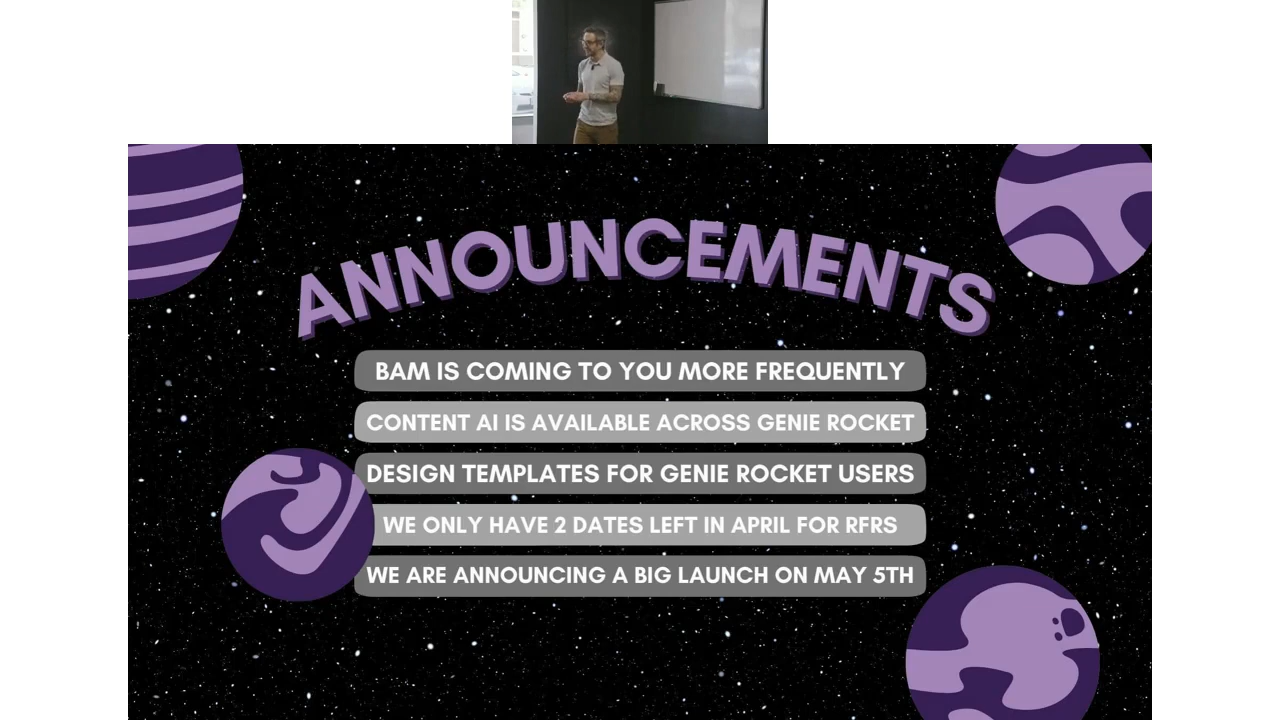 ANNOUNCEMENTS
BAM IS COMING TO YOU MORE FREQUENTLY
CONTENT AI IS AVAILABLE ACROSS GENIE ROCKET
DESIGN TEMPLATES FOR GENIE ROCKET USERS
WE ONLY HAVE 2 DATES LEFT IN APRIL FOR RFRS
WE ARE ANNOUNCING A BIG LAUNCH ON MAY 5TH